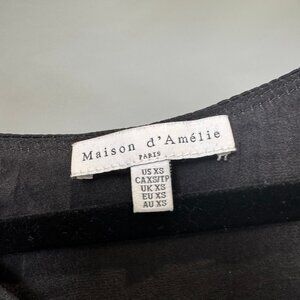 Maison d'Amélie
PARIS
US XS
CA XS/TP
UK XS
EU XS
AU XS